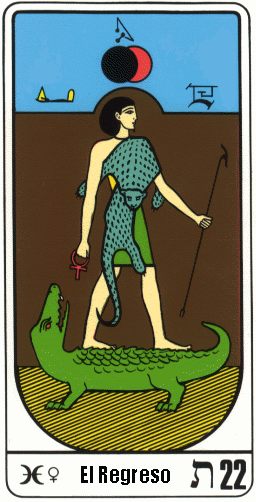 ♓♀ El Regreso ת 22